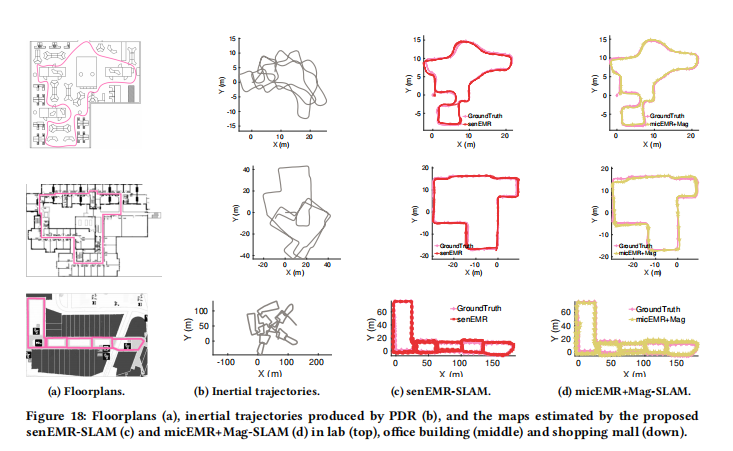 15
10
5
0
-5
-10
-15
Y (m)
0 10 20
X (m)
15
10
5
0
-5
Y (m)
GroundTruth
senEMR
0 10 20
X (m)
15
10
5
0
-5
Y (m)
GroundTruth
micEMR+Mag
0 10 20
X (m)
40
20
0
-20
-40
Y (m)
-20 0 20 40
X (m)
20
10
0
-10
-20
Y (m)
GroundTruth
senEMR
-30 -20 -10 0
X (m)
20
10
0
-10
-20
Y (m)
GroundTruth
micEMR+Mag
-20 0
X (m)
100
50
0
Y (m)
-100 0 100 200
X (m)
60
40
20
0
Y (m)
GroundTruth
senEMR
0 50 100 150
X (m)
60
40
20
0
Y (m)
GroundTruth
micEMR+Mag
0 50 100 150
X (m)
(a) Floorplans. (b) Inertial trajectories. (c) senEMR-SLAM. (d) micEMR+Mag-SLAM.
Figure 18: Floorplans (a), inertial trajectories produced by PDR (b), and the maps estimated by the proposed
senEMR-SLAM (c) and micEMR+Mag-SLAM (d) in lab (top), office building (middle) and shopping mall (down).